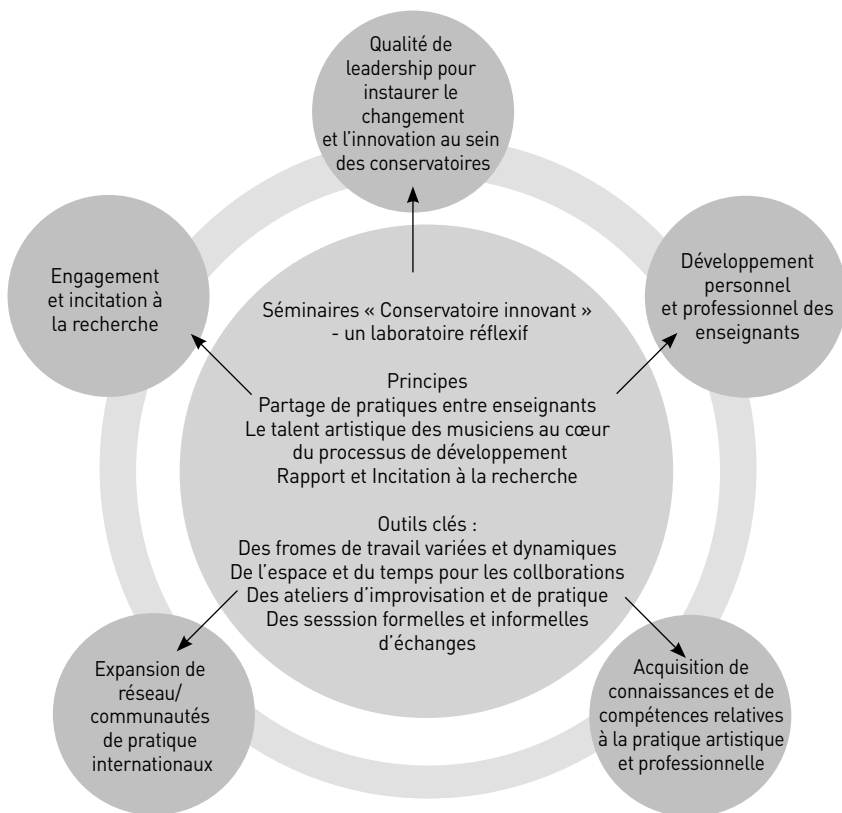 Qualité de
leadership pour
instaurer le
changement
et l'innovation au sein
des conservatoires
Engagement
et incitation à
la recherche
Développement
personnel
et professionnel des
enseignants
Séminaires « Conservatoire innovant »
- un laboratoire réflexif
Principes
Partage de pratiques entre enseignants
Le talent artistique des musiciens au cœur
du processus de développement
Rapport et Incitation à la recherche
Outils clés :
Des fromes de travail variées et dynamiques
De l'espace et du temps pour les collborations
Des ateliers d'improvisation et de pratique
Des sesssion formelles et informelles
d'échanges
Expansion de
réseau/
communautés
de pratique
internationaux
Acquisition de
connaissances et de
compétences relatives
à la pratique artistique
et professionnelle